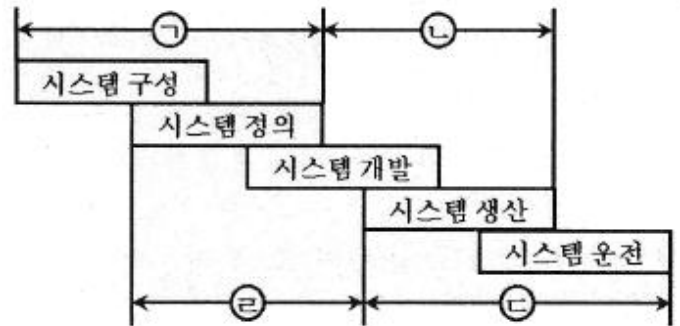 ㉠ ㉡
시스템 구성
시스템 정의
시스템 개발
시스템 생산
시스템 운전
㉣ ㉢